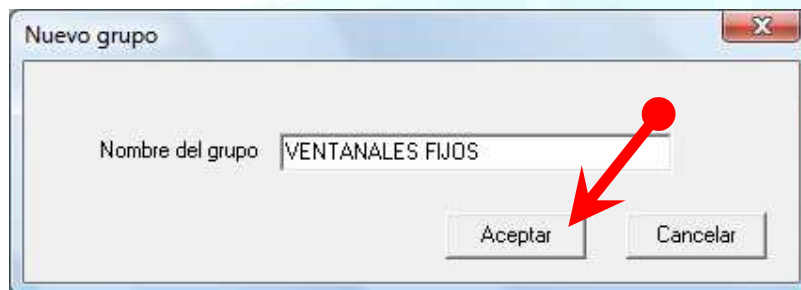 Nuevo grupo
Nombre del grupo VENTANALES FIJOS
Aceptar Cancelar